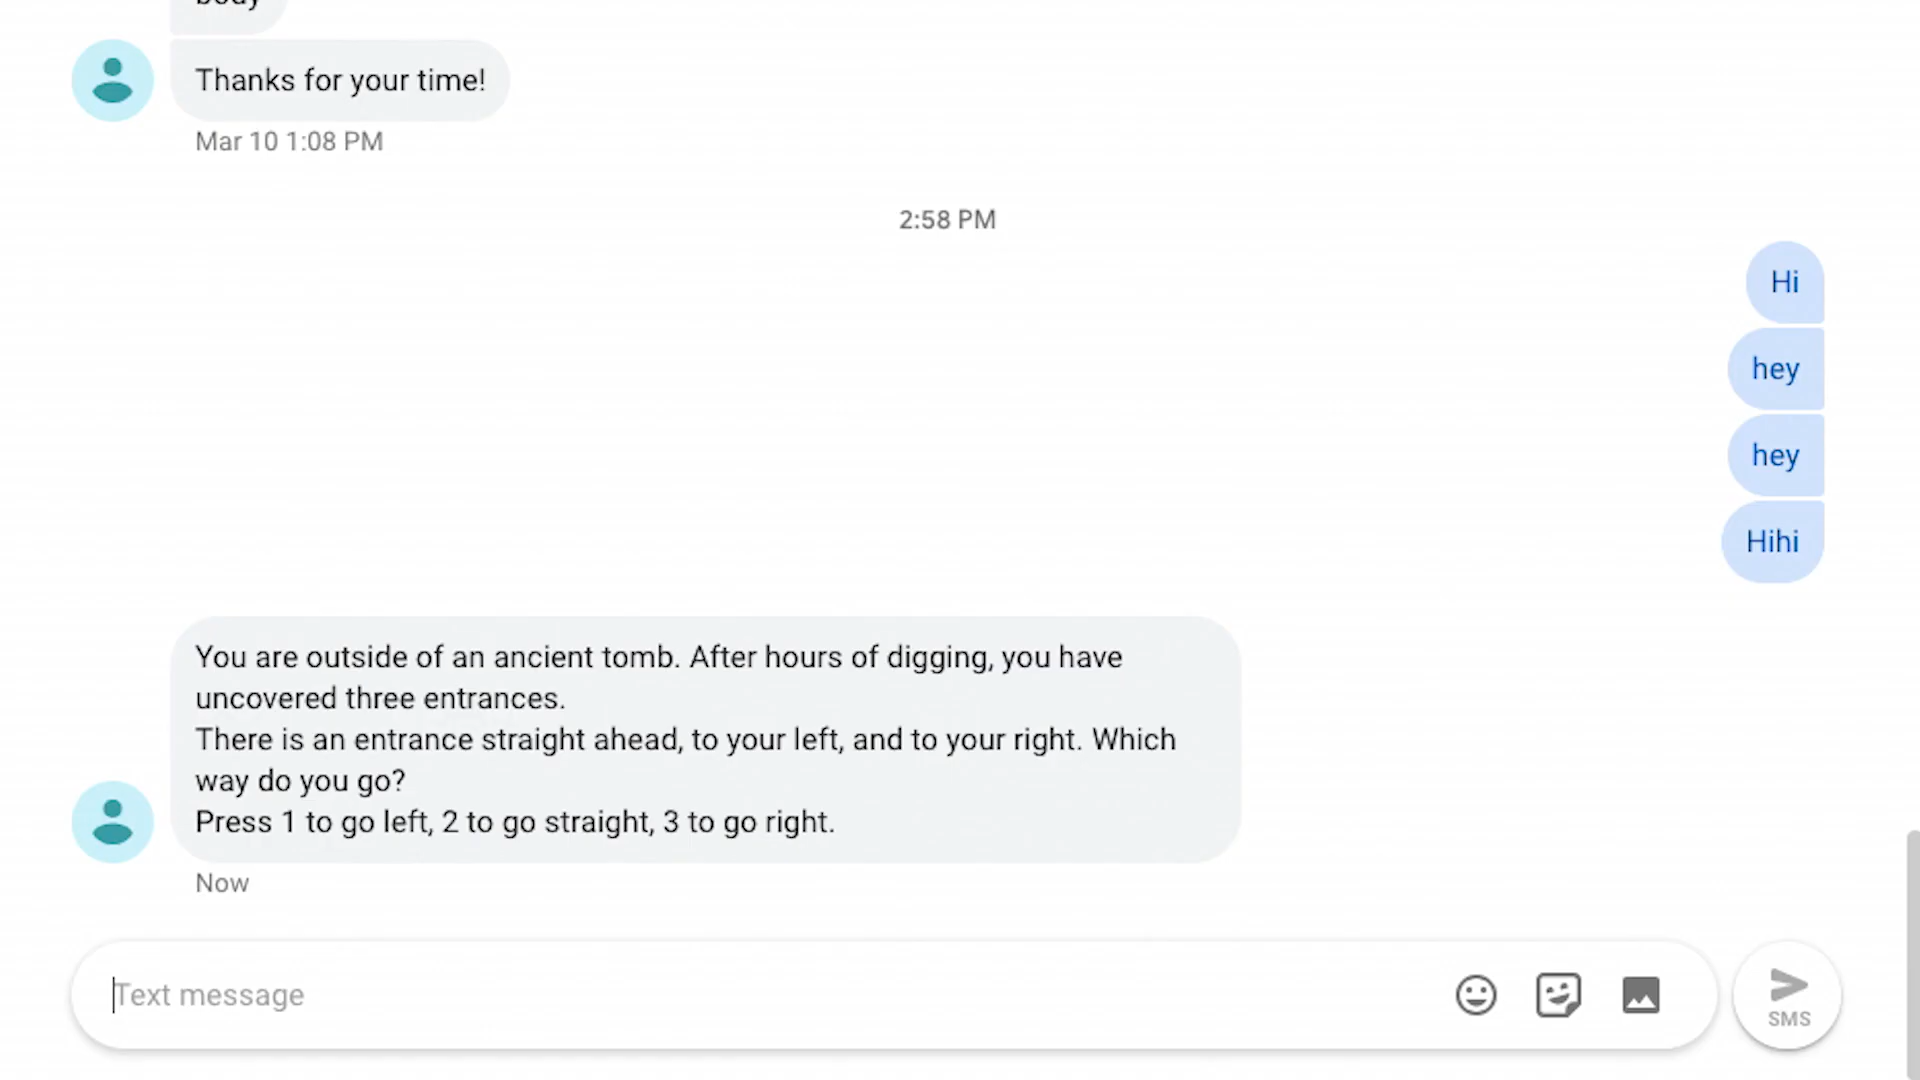 body
Thanks for your time!
Mar 10 1:08 PM
2:58 PM
Hi
hey
hey
Hihi
You are outside of an ancient tomb. After hours of digging, you have
uncovered three entrances.
There is an entrance straight ahead, to your left, and to your right. Which
way do you go?
Press 1 to go left, 2 to go straight, 3 to go right.
Now
Text message
SMS